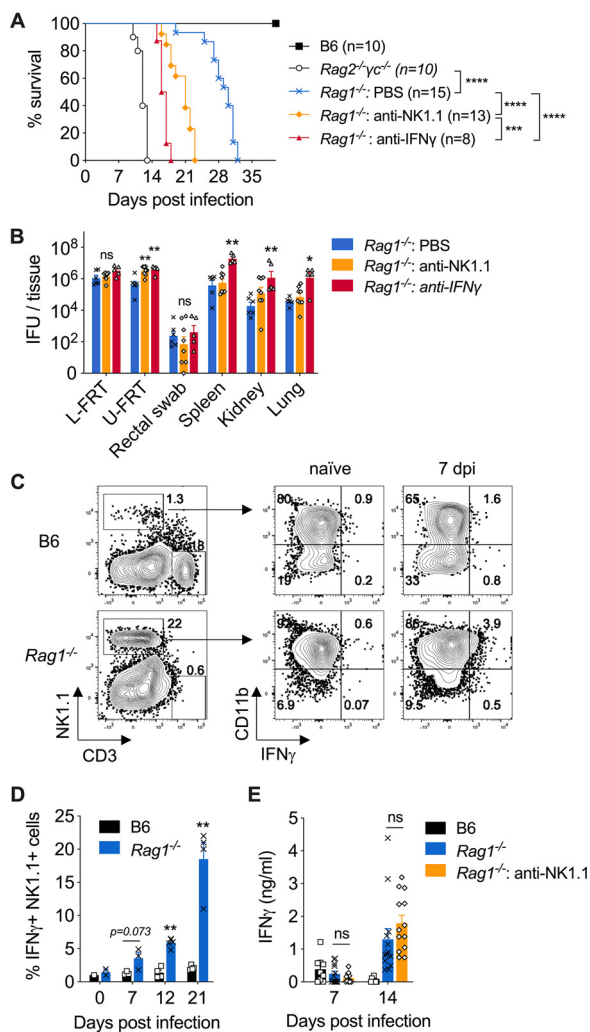 A
% survival
100
80
60
40
20
0
0 7 14 21 28 35
Days post infection
B6 (n=10)
Rag2-/-γc-/- (n=10)
Rag1-/-: PBS (n=15)
Rag1-/-: anti-NK1.1 (n=13)
Rag1-/-: anti-IFNγ (n=8)
****
****
***
****
B
IFU / tissue
10⁸
10⁶
10⁴
10²
0
ns
**
**
ns
**
**
*
Rag1-/-: PBS
Rag1-/-: anti-NK1.1
Rag1-/-: anti-IFNγ
L-FRT
U-FRT
Rectal swab
Spleen
Kidney
Lung
C
naïve
7 dpi
B6
1.3
18
80
0.9
19
0.2
65
1.6
33
0.8
Rag1-/-
22
0.6
0.6
6.9
0.07
86
3.9
9.5
0.5
NK1.1
CD3
CD11b
IFNγ
D
% IFNγ+ NK1.1+ cells
25
20
15
10
5
0
B6
Rag1-/-
p=0.073
**
**
0 7 12 21
Days post infection
E
IFNγ (ng/ml)
5
4
3
2
1
0
ns
ns
B6
Rag1-/-
Rag1-/-: anti-NK1.1
7 14
Days post infection